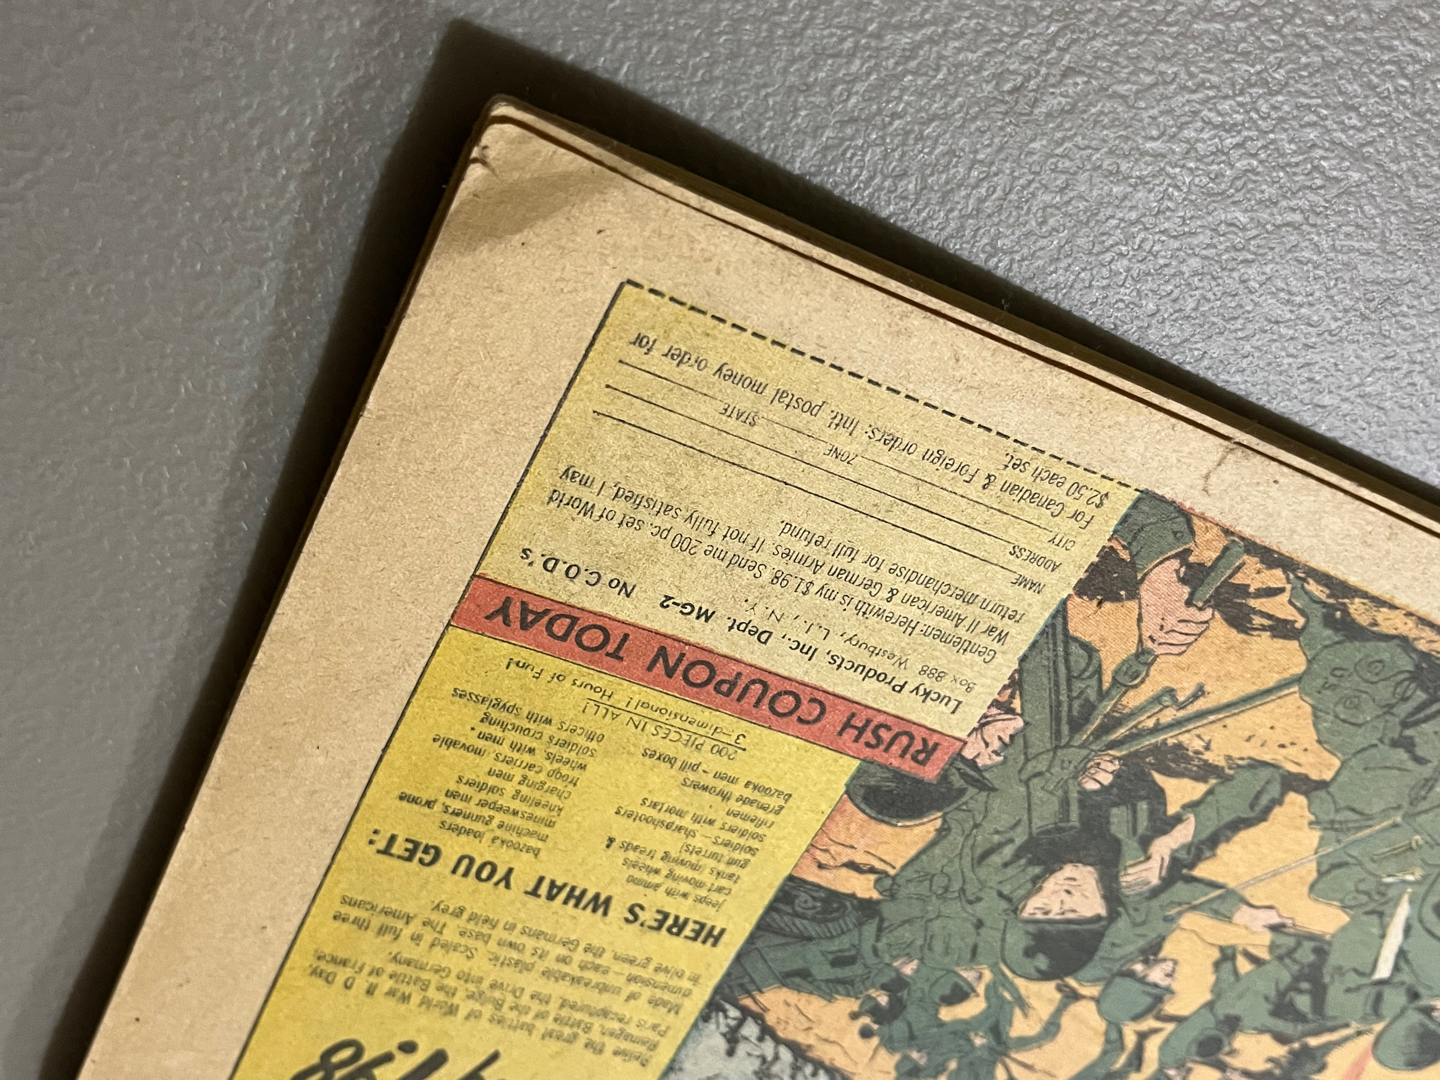 $1.98
Relive the great battles of World War II. D Day,
Remagen, Battle of the Bulge, the Battle of France,
Paris recaptured, the Drive into Germany.
Made of unbreakable plastic. Scaled in full three
dimension — each on its own base. The Americans
in olive green, the Germans in field grey.
HERE'S WHAT YOU GET:
jeeps with ammo
cart-moving wheels
tanks (moving treads &
gun turrets)
soldiers — sharpshooters
riflemen
grenade throwers
bazooka men - pill boxes
bazooka loaders
machine gunners, prone
minesweeper men
kneeling soldiers
charging men
troop carriers, movable
wheels, with men.
soldiers crouching
officers with spyglasses
200 PIECES IN ALL!
3-dimensional! Hours of Fun!
RUSH COUPON TODAY
Lucky Products, Inc., Dept. MG-2 No C.O.D.'s
Box 888 Westbury, L.I., N.Y.
Gentlemen: Herewith is my $1.98. Send me 200 pc. set of World
War II American & German Armies. If not fully satisfied, I may
return merchandise for full refund.
NAME
ADDRESS
CITY ZONE STATE
For Canadian & Foreign orders: Intl. postal money order for
$2.50 each set.